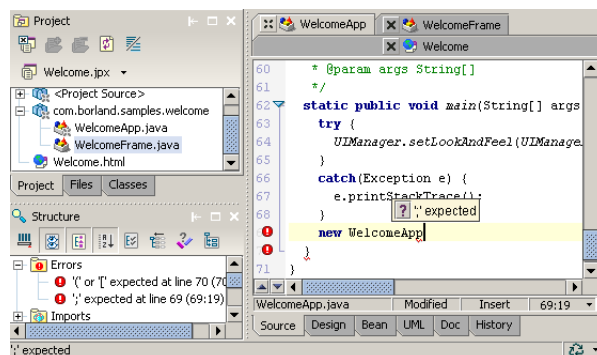 Project
Welcome.jpx
<Project Source>
com.borland.samples.welcome
WelcomeApp.java
WelcomeFrame.java
Welcome.html
Project Files Classes
Structure
Errors
'(' or '[' expected at line 70 (70
';' expected at line 69 (69:19)
Imports
WelcomeApp WelcomeFrame
Welcome
60 * @param args String[]
61 */
62 static public void main(String[] args
63 try {
64 UIManager.setLookAndFeel(UIManage
65 }
66 catch(Exception e) {
67 e.printStackTrace();
68 }
';' expected
new WelcomeApp
}
71 }
WelcomeApp.java Modified Insert 69:19
Source Design Bean UML Doc History
';' expected